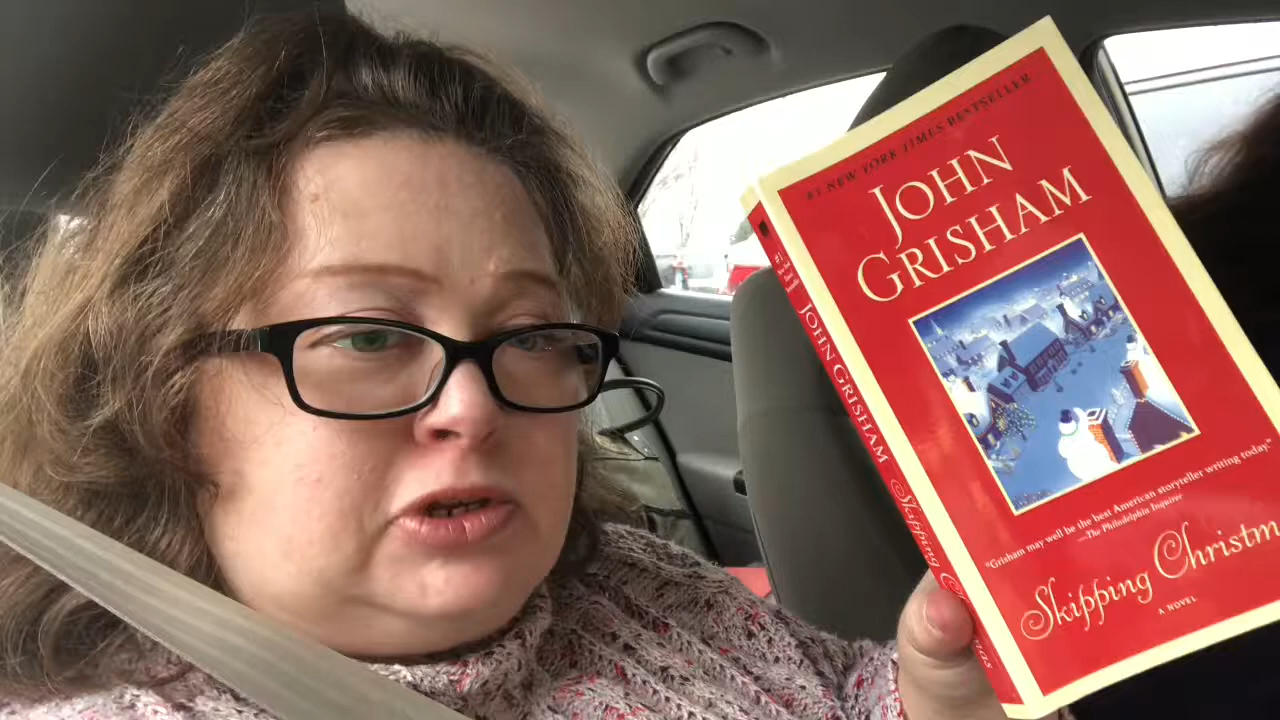 #1 NEW YORK TIMES BESTSELLER
JOHN
GRISHAM
"Grisham may well be the best American storyteller writing today."
—The Philadelphia Inquirer
Skipping Christm
A NOVEL
JOHN GRISHAM
Skipping